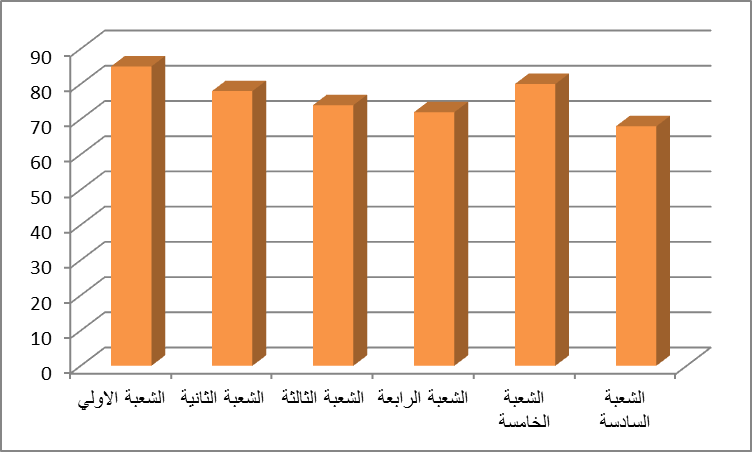 90
80
70
60
50
40
30
20
10
0
الشعبة الاولي
الشعبة الثانية
الشعبة الثالثة
الشعبة الرابعة
الشعبة
الخامسة
الشعبة
السادسة